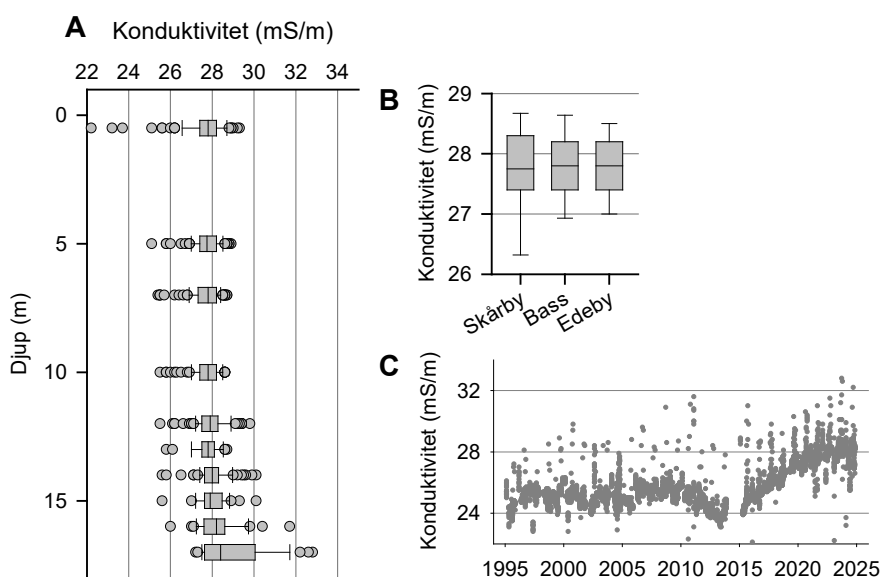 A Konduktivitet (mS/m)
22 24 26 28 30 32 34
Djup (m)
0
5
10
15
B
Konduktivitet (mS/m)
29
28
27
26
Skårby Bass Edeby
C
Konduktivitet (mS/m)
32
28
24
1995 2000 2005 2010 2015 2020 2025